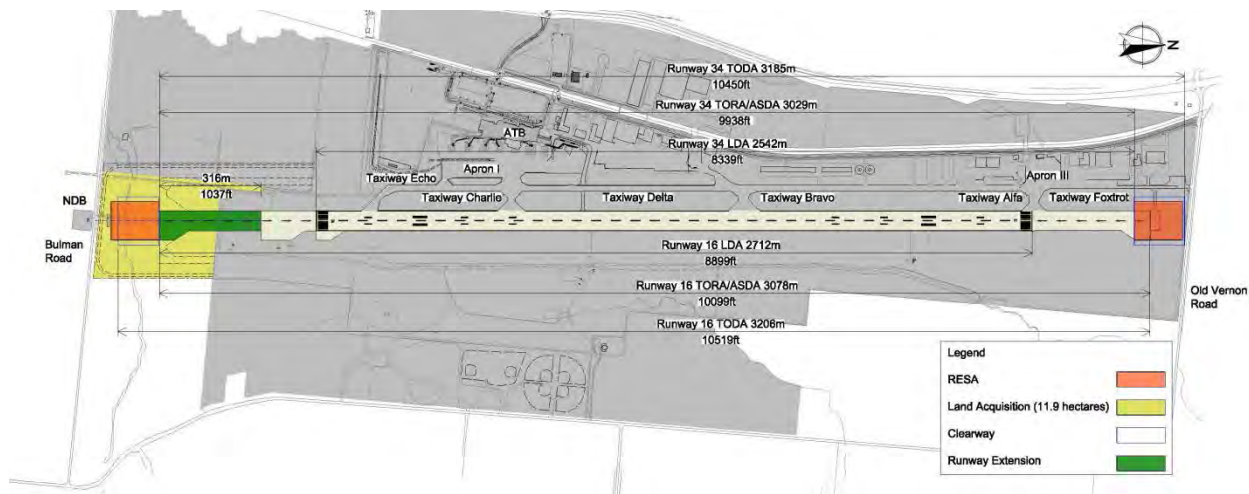 N
Runway 34 TODA 3185m
10450ft
Runway 34 TORA/ASDA 3029m
9938ft
ATB
Runway 34 LDA 2542m
8339ft
Taxiway Echo
Apron I
Apron III
316m
1037ft
Taxiway Charlie
Taxiway Delta
Taxiway Bravo
Taxiway Alfa
Taxiway Foxtrot
NDB
Bulman
Road
Runway 16 LDA 2712m
8899ft
Runway 16 TORA/ASDA 3078m
10099ft
Old Vernon
Road
Runway 16 TODA 3206m
10519ft
Legend
RESA
Land Acquisition (11.9 hectares)
Clearway
Runway Extension